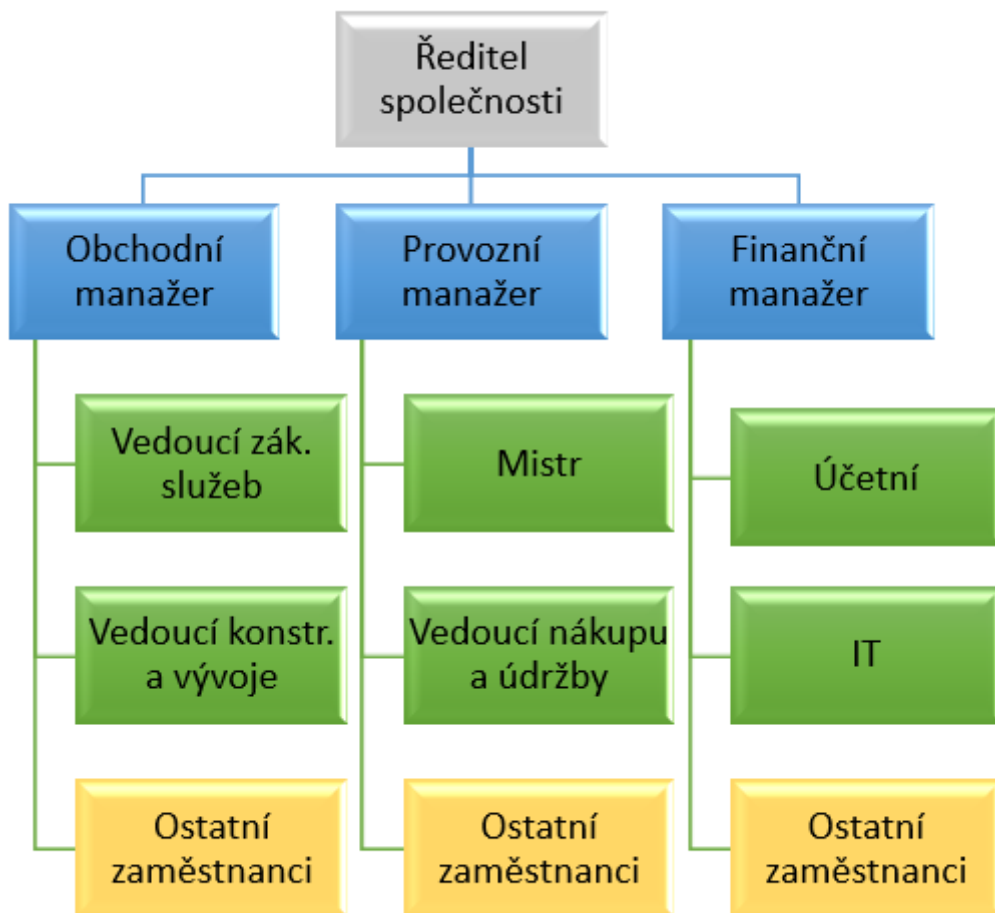 Ředitel
společnosti
Obchodní
manažer
Provozní
manažer
Finanční
manažer
Vedoucí zák.
služeb
Mistr
Účetní
Vedoucí konstr.
a vývoje
Vedoucí nákupu
a údržby
IT
Ostatní
zaměstnanci
Ostatní
zaměstnanci
Ostatní
zaměstnanci